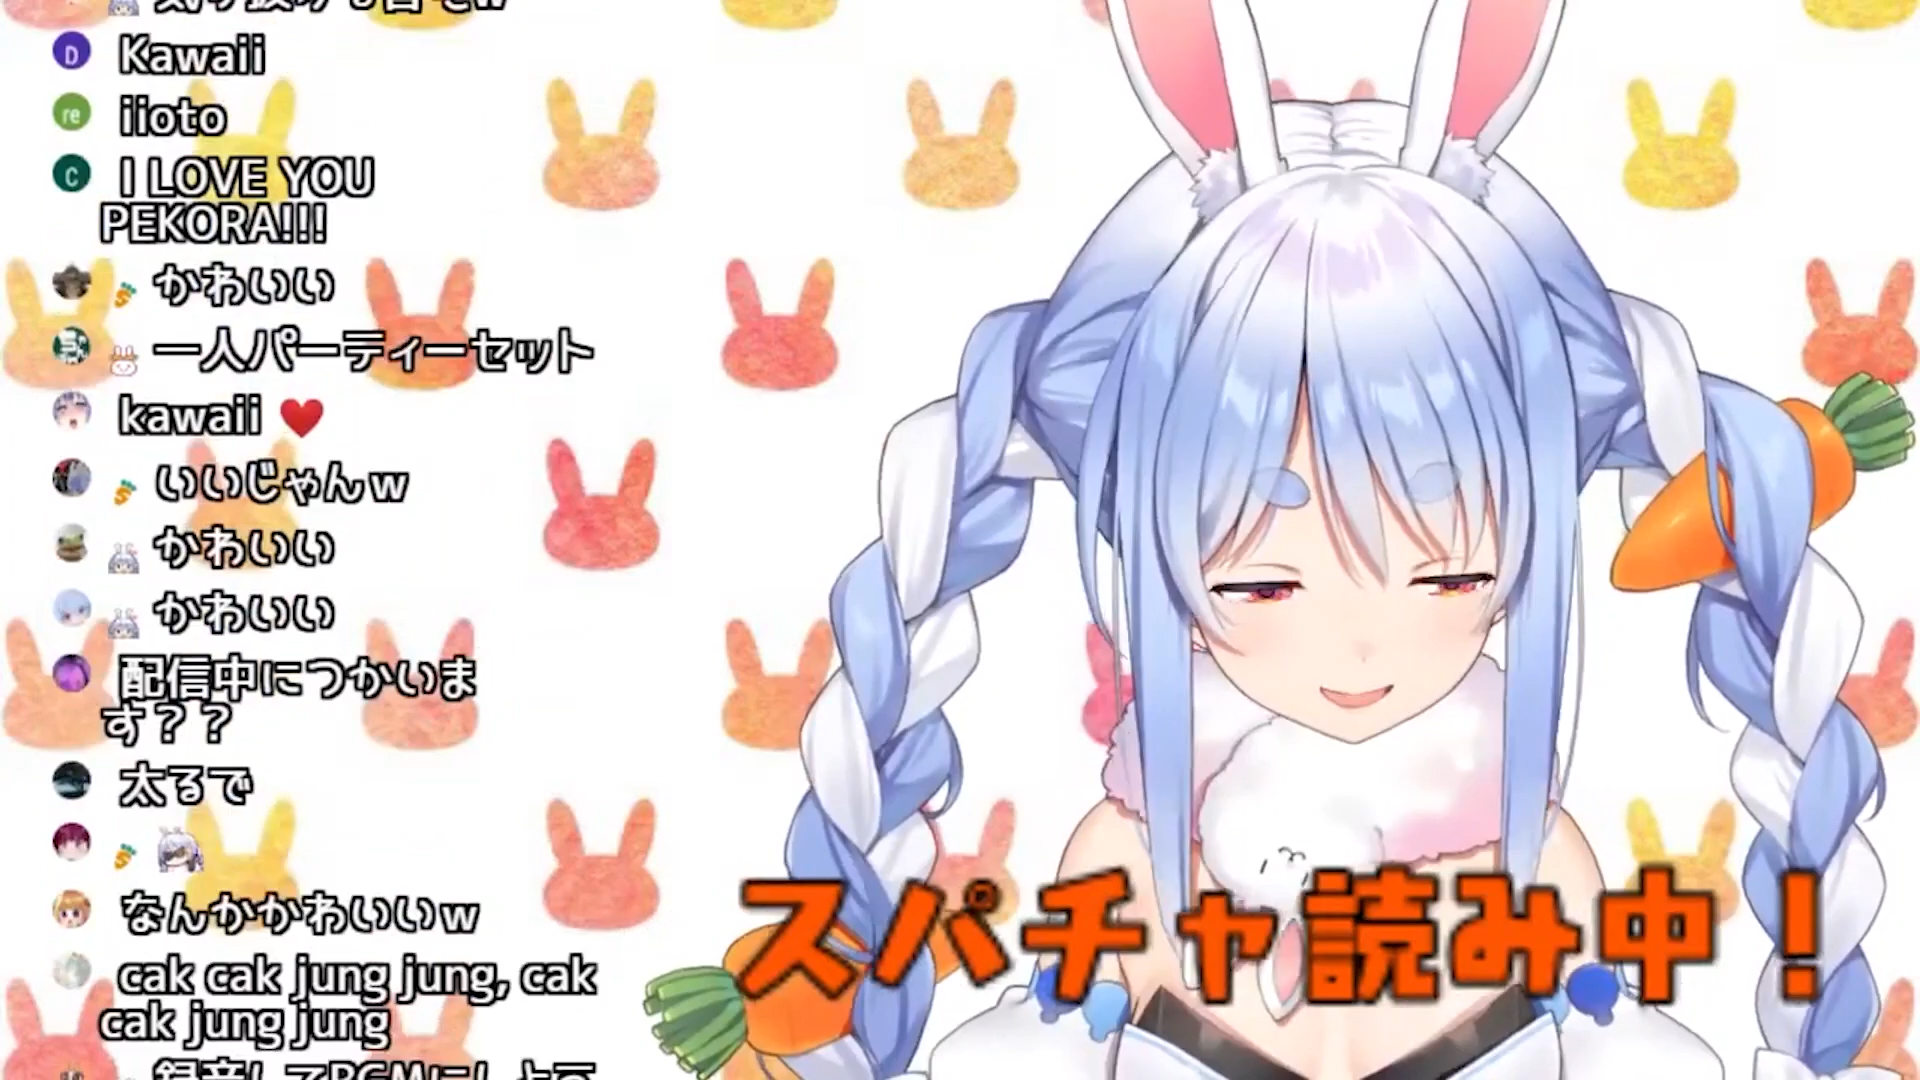 Kawaii
iioto
I LOVE YOU
PEKORA!!!
かわいい
一人パーティーセット
kawaii ❤
いいじゃんw
かわいい
かわいい
配信中につかいま
す？？
太るで
なんかかわいいw
cak cak jung jung, cak
cak jung jung
スパチャ読み中！